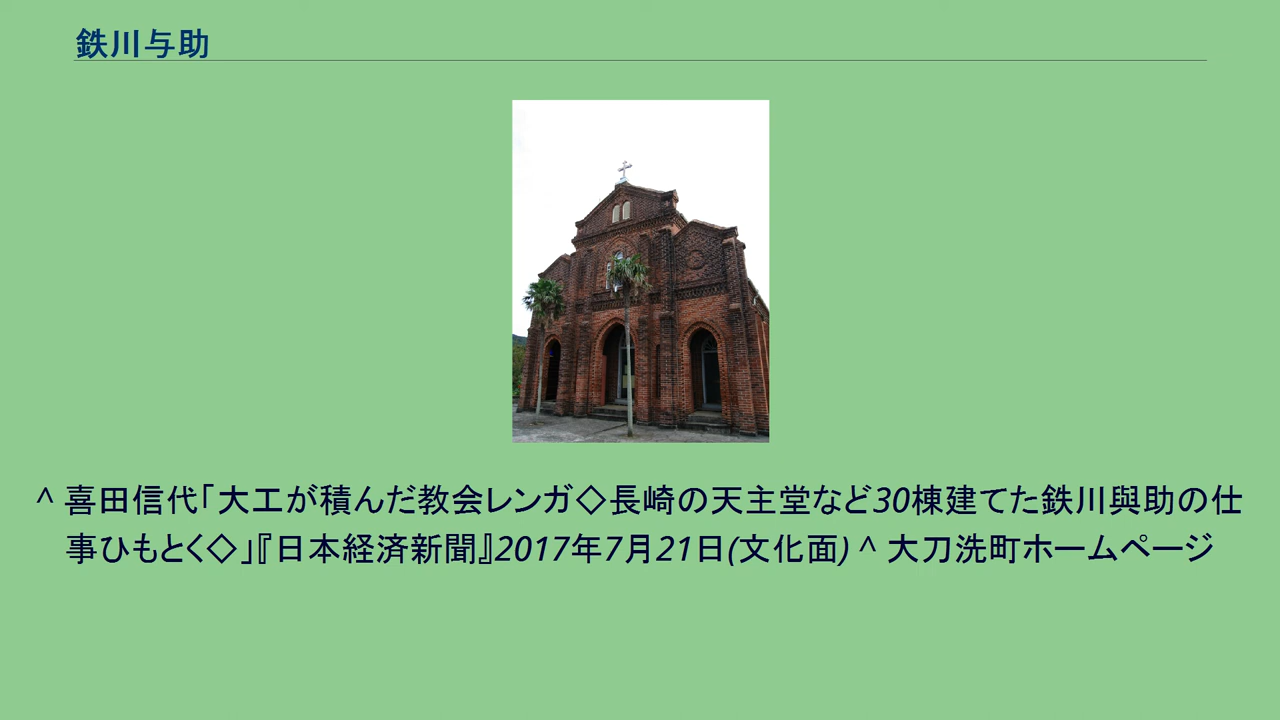 鉄川与助
^ 喜田信代「大工が積んだ教会レンガ◇長崎の天主堂など30棟建てた鉄川與助の仕
事ひもとく◇」『日本経済新聞』2017年7月21日(文化面) ^ 大刀洗町ホームページ